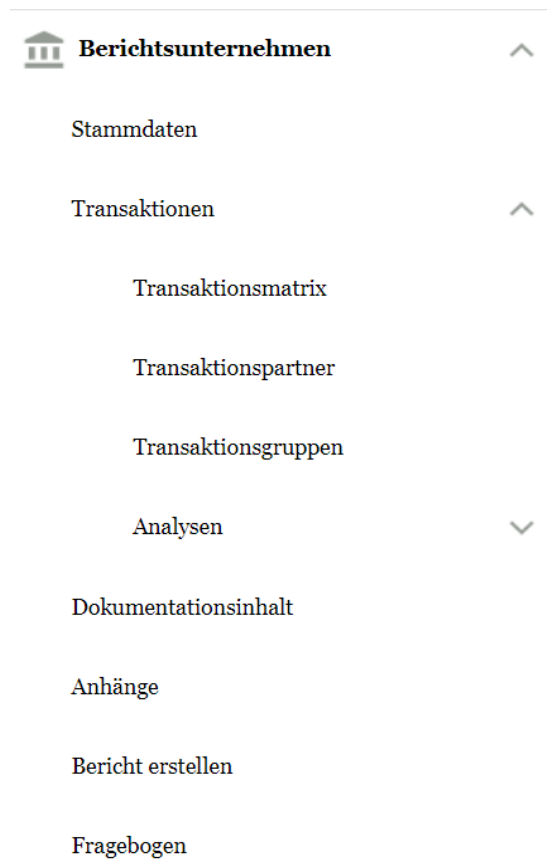 Berichtsunternehmen
Stammdaten
Transaktionen
Transaktionsmatrix
Transaktionspartner
Transaktionsgruppen
Analysen
Dokumentationsinhalt
Anhänge
Bericht erstellen
Fragebogen